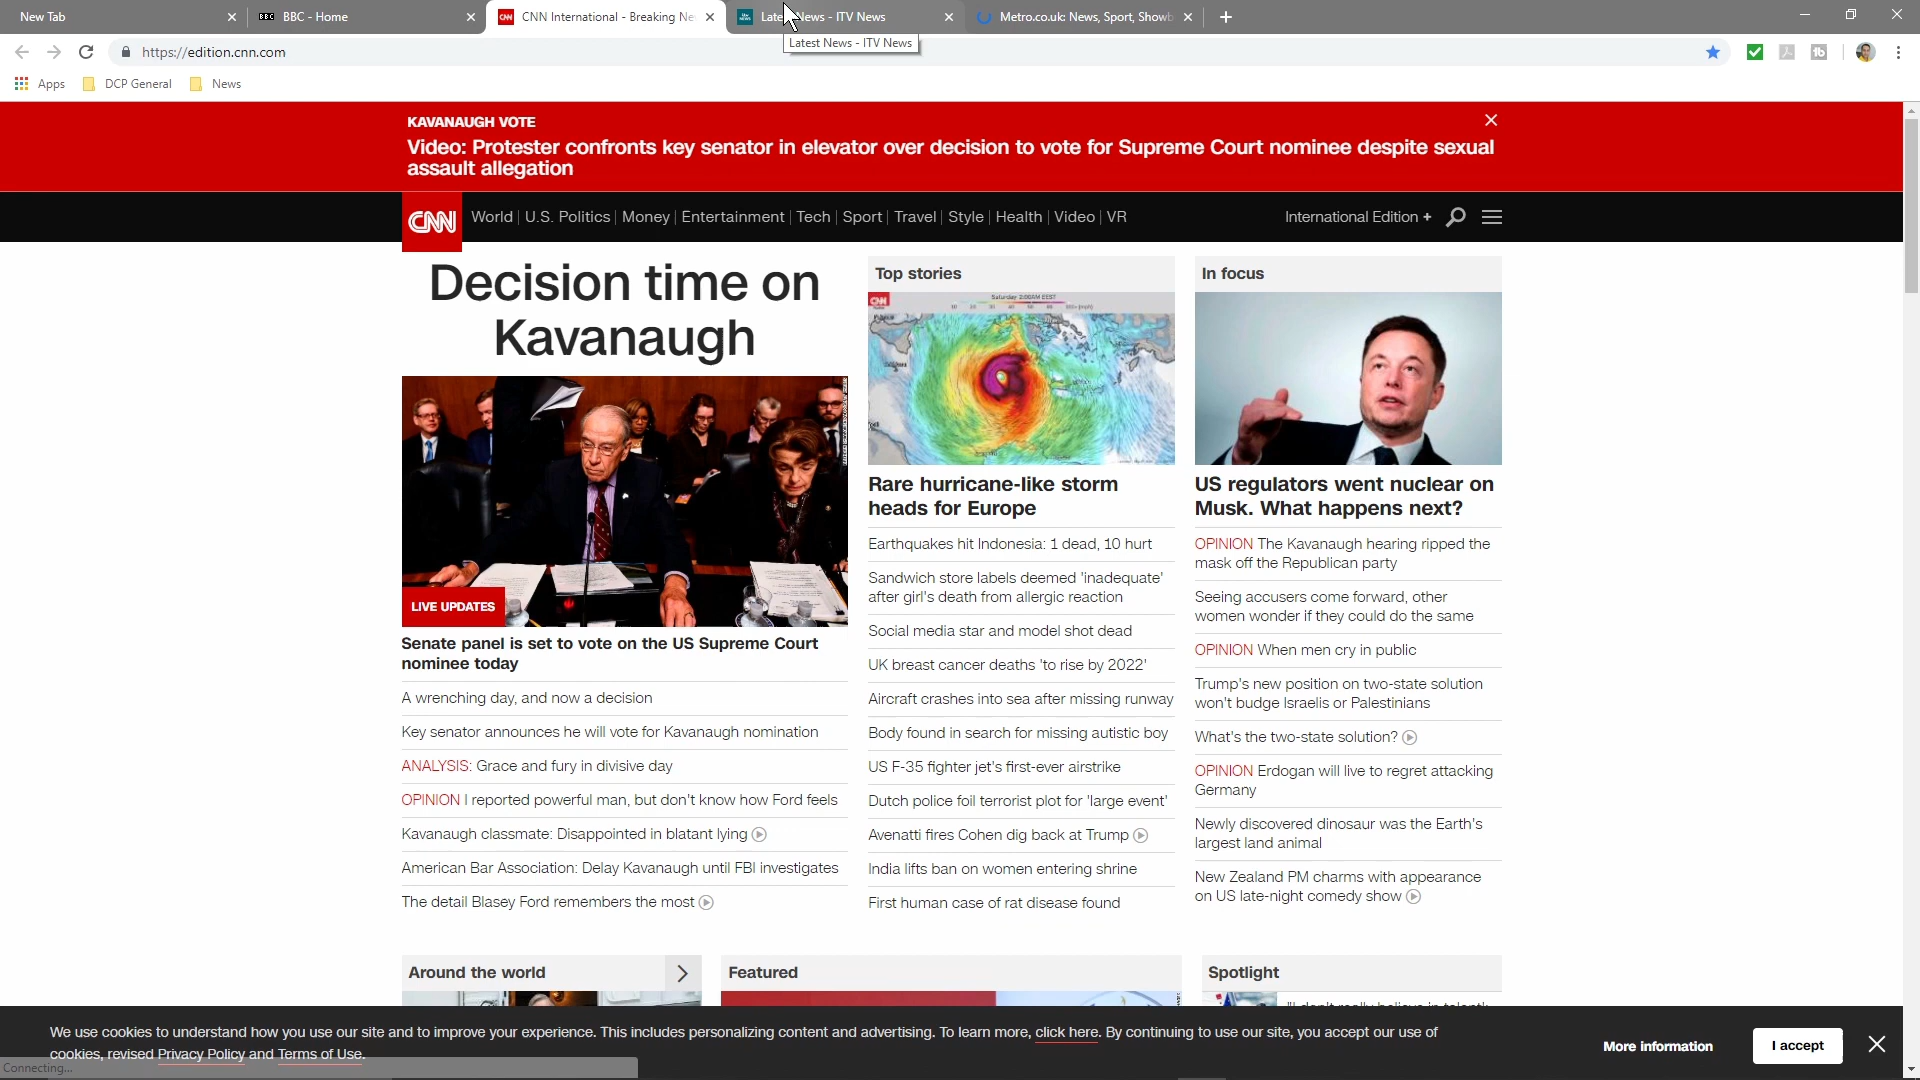 New Tab
BBC - Home
CNN International - Breaking Ne
Late News - ITV News
Metro.co.uk: News, Sport, Showb
Latest News - ITV News
https://edition.cnn.com
Apps
DCP General
News
KAVANAUGH VOTE
Video: Protester confronts key senator in elevator over decision to vote for Supreme Court nominee despite sexual
assault allegation
CNN
World | U.S. Politics | Money | Entertainment | Tech | Sport | Travel | Style | Health | Video | VR
International Edition +
Decision time on
Kavanaugh
LIVE UPDATES
Senate panel is set to vote on the US Supreme Court
nominee today
A wrenching day, and now a decision
Key senator announces he will vote for Kavanaugh nomination
ANALYSIS: Grace and fury in divisive day
OPINION I reported powerful man, but don't know how Ford feels
Kavanaugh classmate: Disappointed in blatant lying
American Bar Association: Delay Kavanaugh until FBI investigates
The detail Blasey Ford remembers the most
Top stories
CNN
Saturday 2:00AM EEST
Rare hurricane-like storm
heads for Europe
Earthquakes hit Indonesia: 1 dead, 10 hurt
Sandwich store labels deemed 'inadequate'
after girl's death from allergic reaction
Social media star and model shot dead
UK breast cancer deaths 'to rise by 2022'
Aircraft crashes into sea after missing runway
Body found in search for missing autistic boy
US F-35 fighter jet's first-ever airstrike
Dutch police foil terrorist plot for 'large event'
Avenatti fires Cohen dig back at Trump
India lifts ban on women entering shrine
First human case of rat disease found
In focus
US regulators went nuclear on
Musk. What happens next?
OPINION The Kavanaugh hearing ripped the
mask off the Republican party
Seeing accusers come forward, other
women wonder if they could do the same
OPINION When men cry in public
Trump's new position on two-state solution
won't budge Israelis or Palestinians
What's the two-state solution?
OPINION Erdogan will live to regret attacking
Germany
Newly discovered dinosaur was the Earth's
largest land animal
New Zealand PM charms with appearance
on US late-night comedy show
Around the world
Featured
Spotlight
We use cookies to understand how you use our site and to improve your experience. This includes personalizing content and advertising. To learn more, click here. By continuing to use our site, you accept our use of
cookies, revised Privacy Policy and Terms of Use.
More information
I accept
Connecting...